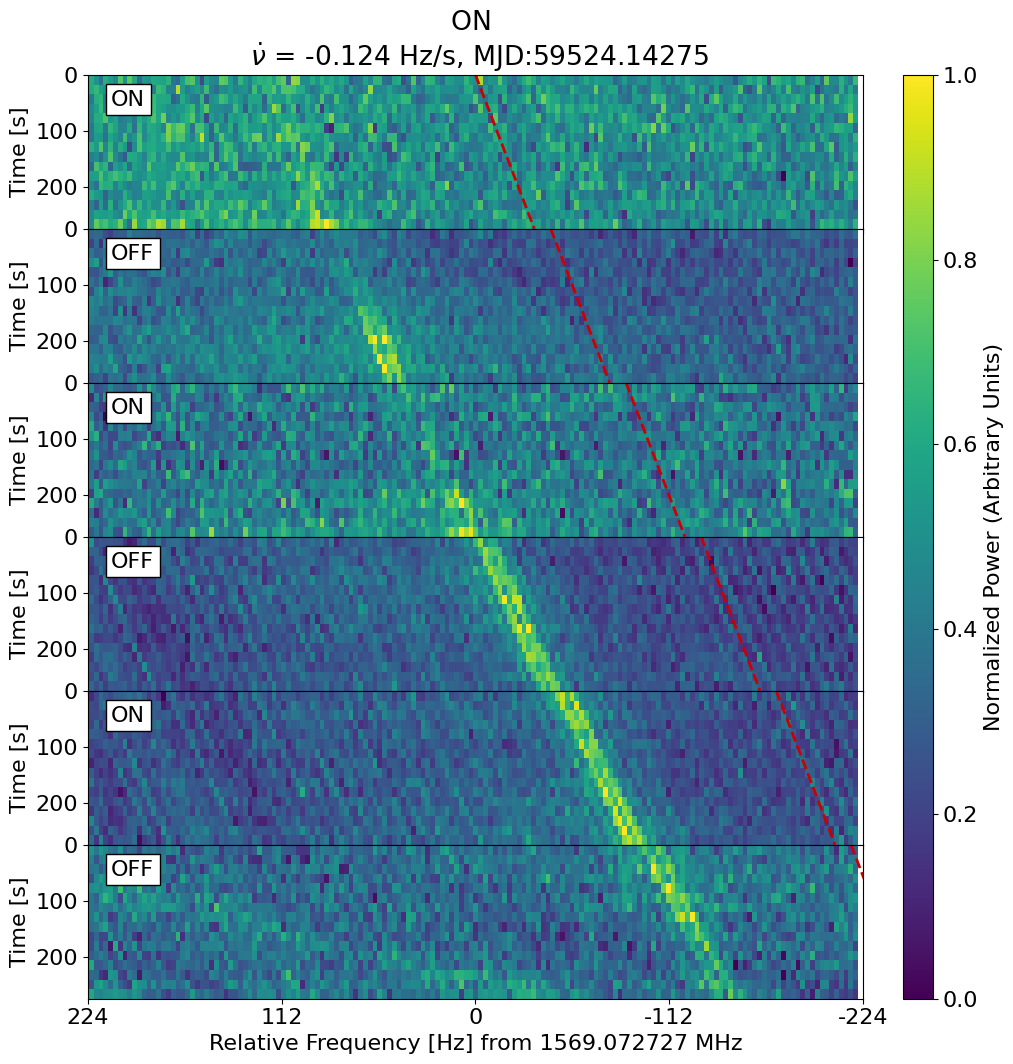 ON
ν̇ = -0.124 Hz/s, MJD:59524.14275
0
ON
100
200
Time [s]
0
OFF
100
200
Time [s]
0
ON
100
200
Time [s]
0
OFF
100
200
Time [s]
0
ON
100
200
Time [s]
0
OFF
100
200
Time [s]
224 112 0 -112 -224
Relative Frequency [Hz] from 1569.072727 MHz
1.0
0.8
0.6
0.4
0.2
0.0
Normalized Power (Arbitrary Units)